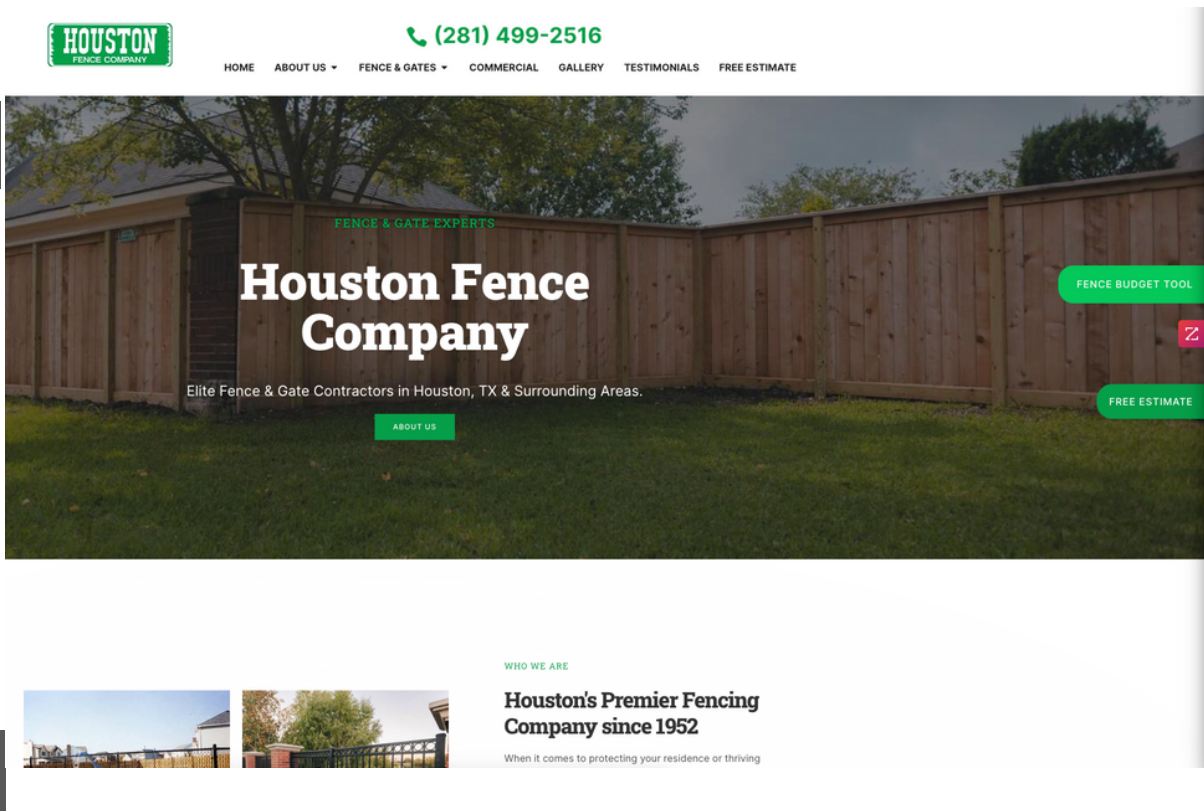 HOUSTON
FENCE COMPANY
(281) 499-2516
HOME ABOUT US FENCE & GATES COMMERCIAL GALLERY TESTIMONIALS FREE ESTIMATE
FENCE & GATE EXPERTS
Houston Fence
Company
Elite Fence & Gate Contractors in Houston, TX & Surrounding Areas.
ABOUT US
FENCE BUDGET TOOL
Z
FREE ESTIMATE
WHO WE ARE
Houston's Premier Fencing
Company since 1952
When it comes to protecting your residence or thriving